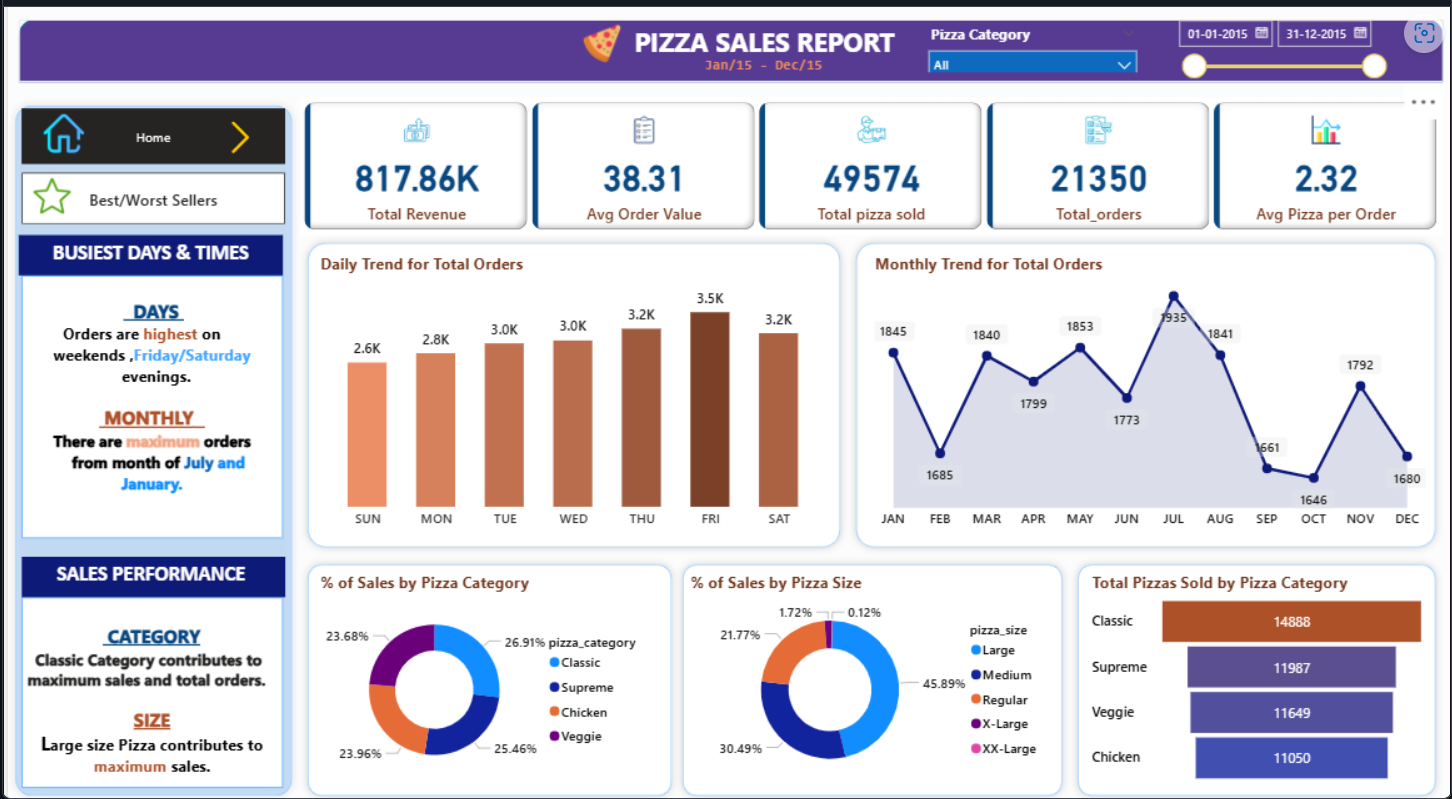 PIZZA SALES REPORT
Jan/15 - Dec/15
Pizza Category
All
01-01-2015
31-12-2015
Home
Best/Worst Sellers
BUSIEST DAYS & TIMES
DAYS
Orders are highest on
weekends ,Friday/Saturday
evenings.
MONTHLY
There are maximum orders
from month of July and
January.
SALES PERFORMANCE
CATEGORY
Classic Category contributes to
maximum sales and total orders.
SIZE
Large size Pizza contributes to
maximum sales.
817.86K
Total Revenue
38.31
Avg Order Value
49574
Total pizza sold
21350
Total_orders
2.32
Avg Pizza per Order
Daily Trend for Total Orders
2.6K
2.8K
3.0K
3.0K
3.2K
3.5K
3.2K
SUN MON TUE WED THU FRI SAT
Monthly Trend for Total Orders
1845
1685
1840
1799
1853
1773
1935
1841
1661
1646
1792
1680
JAN FEB MAR APR MAY JUN JUL AUG SEP OCT NOV DEC
% of Sales by Pizza Category
23.68%
26.91%
23.96%
25.46%
pizza_category
Classic
Supreme
Chicken
Veggie
% of Sales by Pizza Size
1.72%
0.12%
21.77%
45.89%
30.49%
pizza_size
Large
Medium
Regular
X-Large
XX-Large
Total Pizzas Sold by Pizza Category
Classic 14888
Supreme 11987
Veggie 11649
Chicken 11050